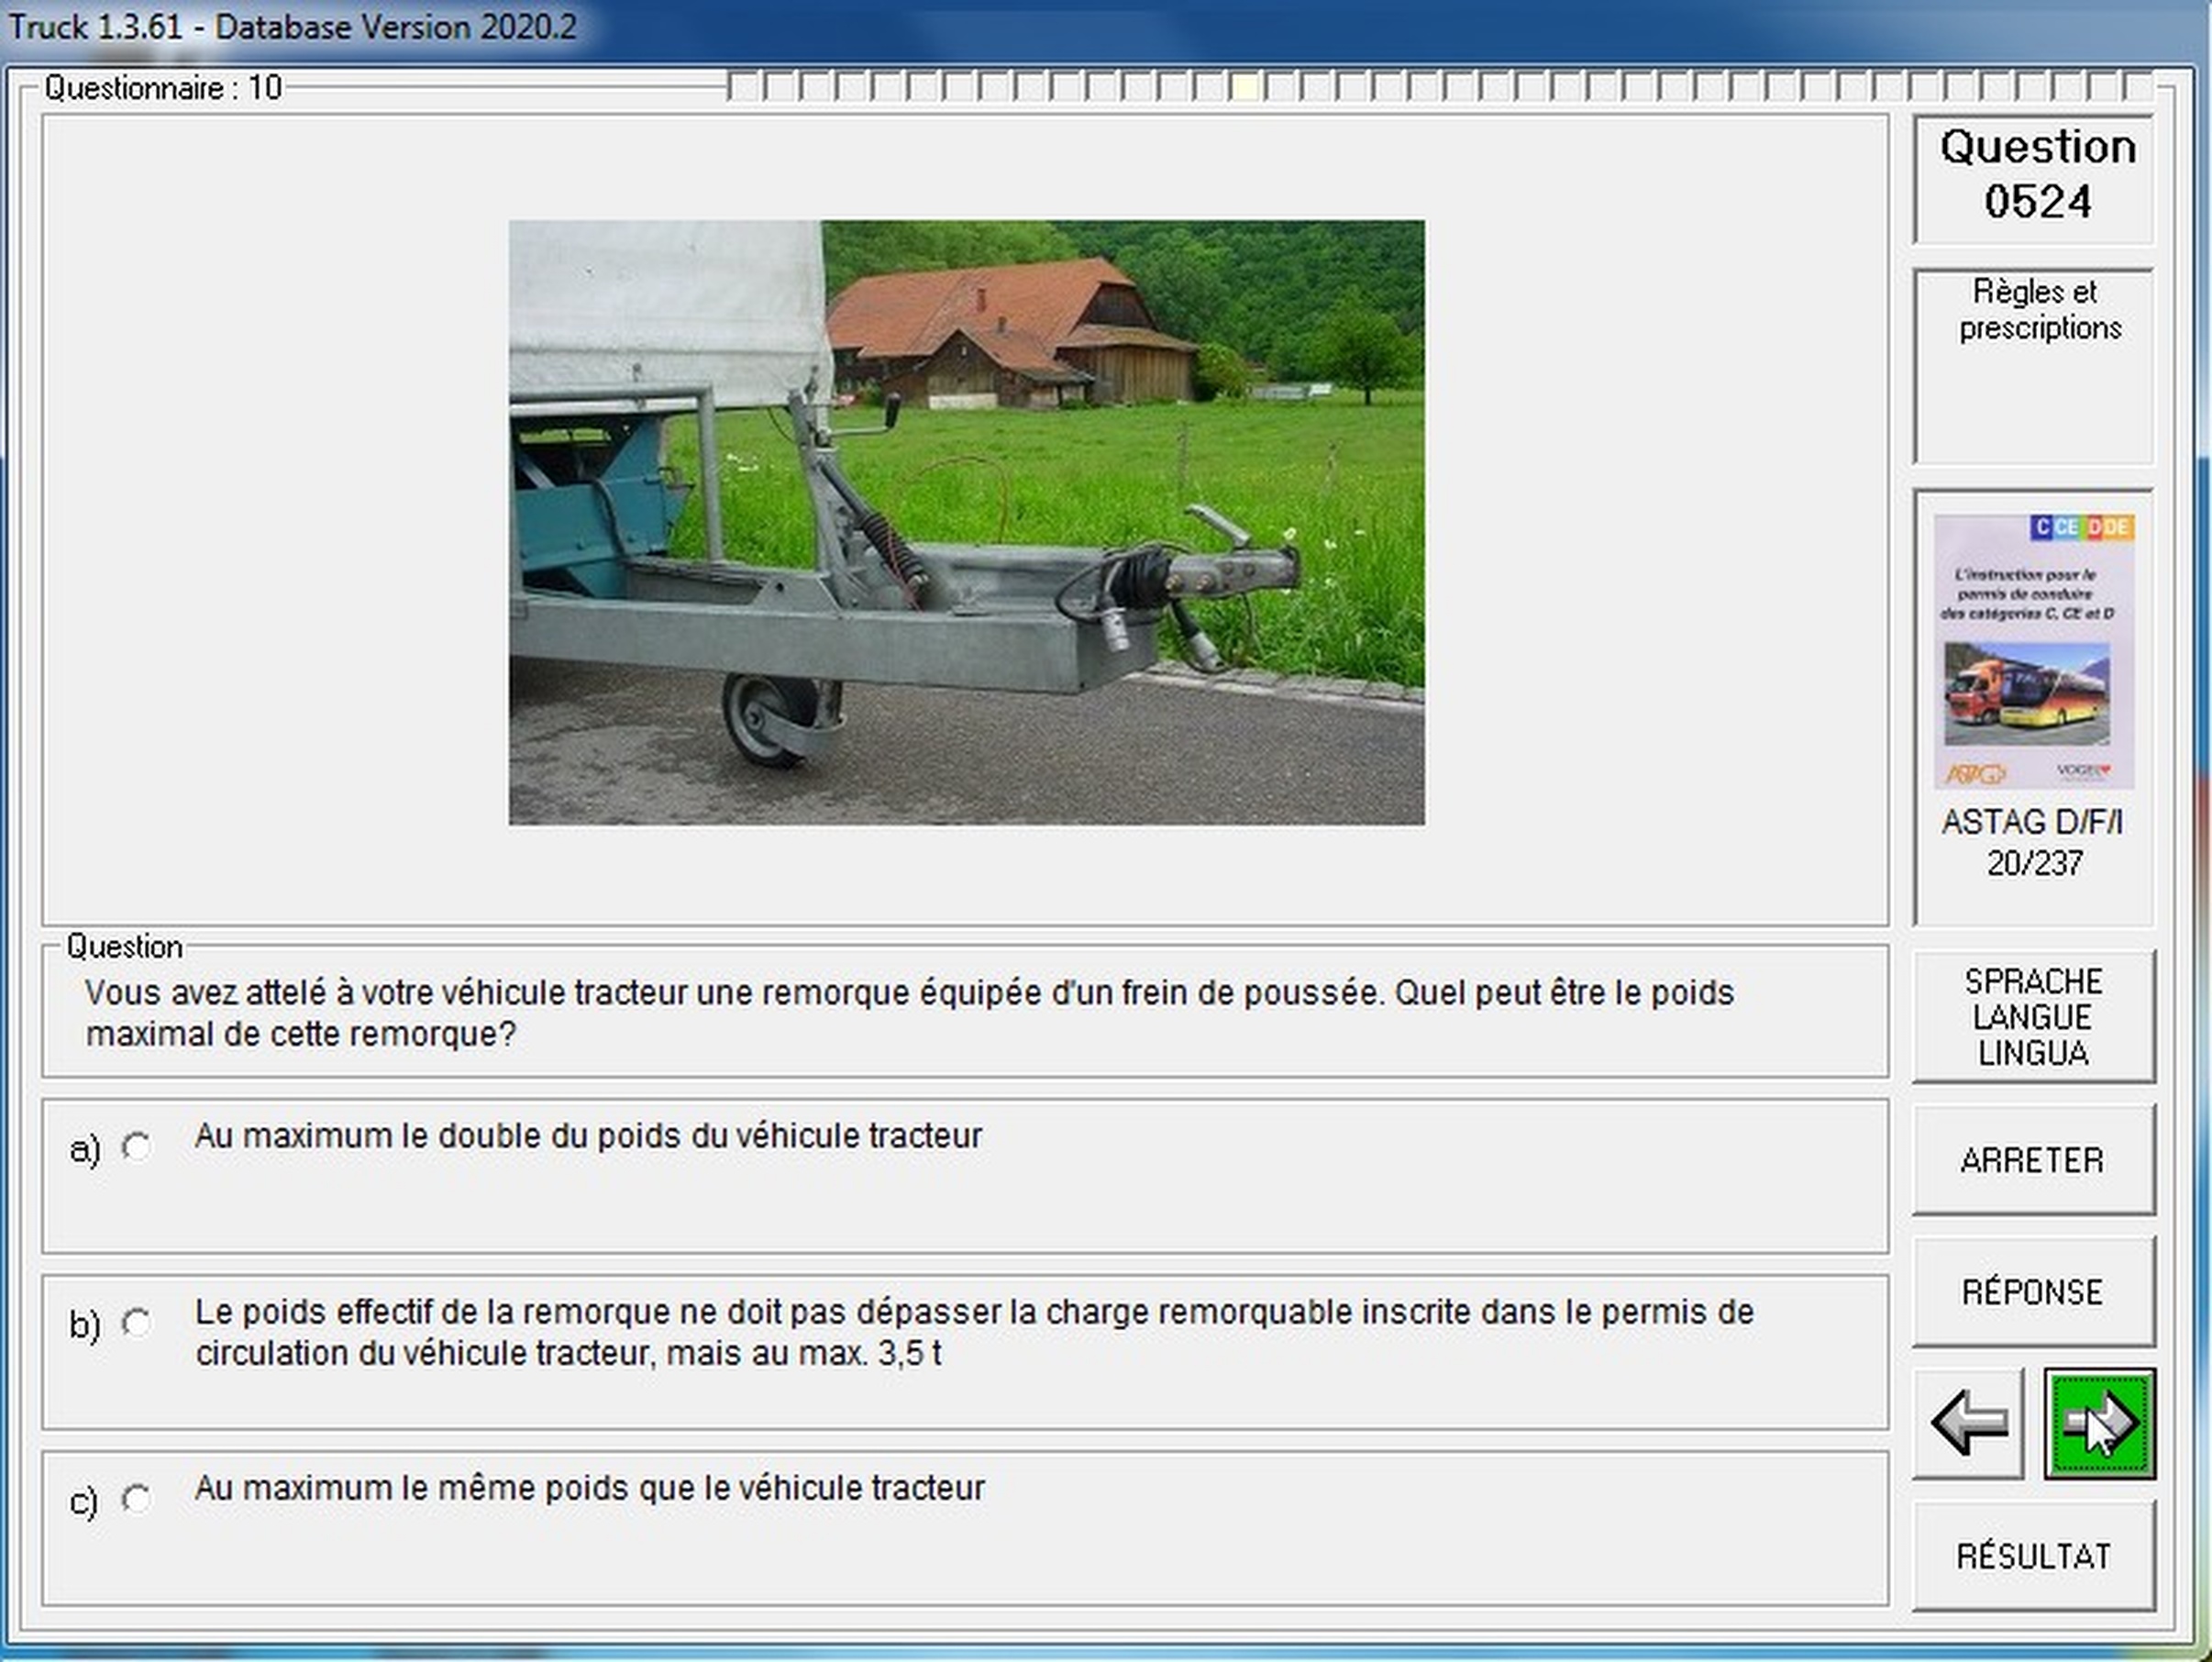 Truck 1.3.61 - Database Version 2020.2
Questionnaire : 10
Question
0524
Règles et
prescriptions
C CE D DE
L'instruction pour le
permis de conduire
des catégories C, CE et D
ASTAG
VOGEL
ASTAG D/F/I
20/237
Question
Vous avez attelé à votre véhicule tracteur une remorque équipée d'un frein de poussée. Quel peut être le poids
maximal de cette remorque?
a) Au maximum le double du poids du véhicule tracteur
b) Le poids effectif de la remorque ne doit pas dépasser la charge remorquable inscrite dans le permis de
circulation du véhicule tracteur, mais au max. 3,5 t
c) Au maximum le même poids que le véhicule tracteur
SPRACHE
LANGUE
LINGUA
ARRETER
RÉPONSE
RÉSULTAT